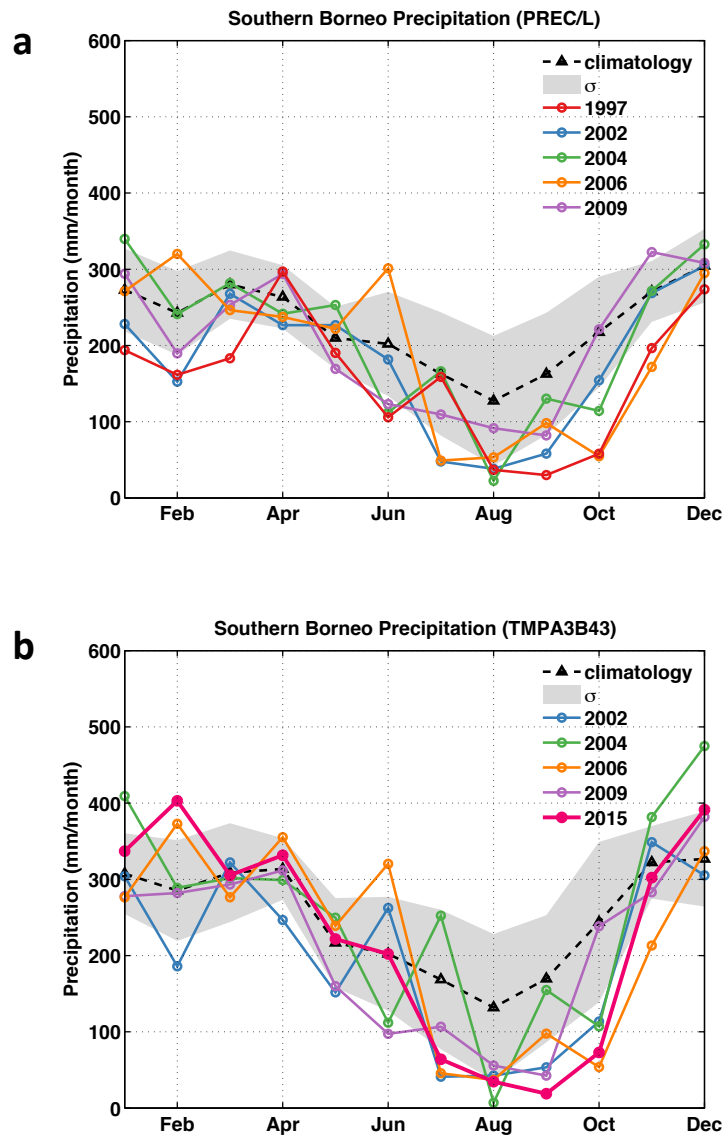 Southern Borneo Precipitation (PREC/L)
a
600
500
400
300
200
100
0
Precipitation (mm/month)
climatology
σ
1997
2002
2004
2006
2009
Feb Apr Jun Aug Oct Dec
Southern Borneo Precipitation (TMPA3B43)
b
600
500
400
300
200
100
0
Precipitation (mm/month)
climatology
σ
2002
2004
2006
2009
2015
Feb Apr Jun Aug Oct Dec